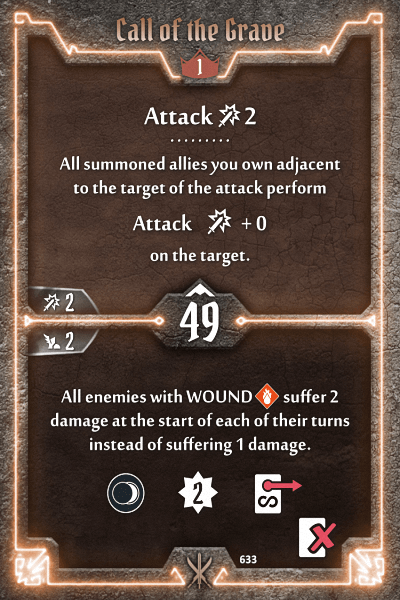 Call of the Grave
1
Attack 2
All summoned allies you own adjacent
to the target of the attack perform
Attack +0
on the target.
2
49
2
All enemies with WOUND suffer 2
damage at the start of each of their turns
instead of suffering 1 damage.
2
633